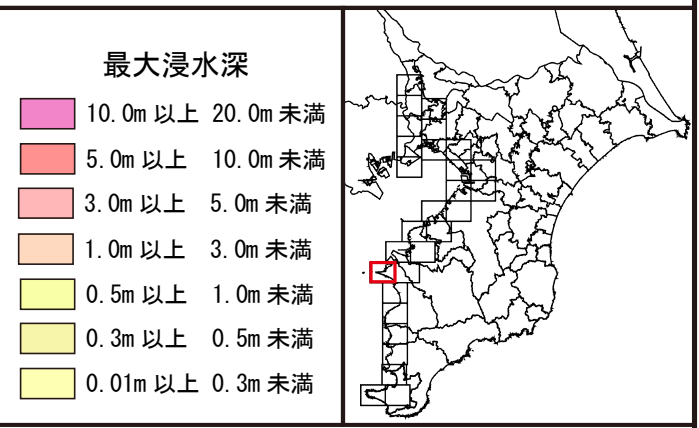 最大浸水深
10.0m 以上 20.0m 未満
5.0m 以上 10.0m 未満
3.0m 以上 5.0m 未満
1.0m 以上 3.0m 未満
0.5m 以上 1.0m 未満
0.3m 以上 0.5m 未満
0.01m 以上 0.3m 未満